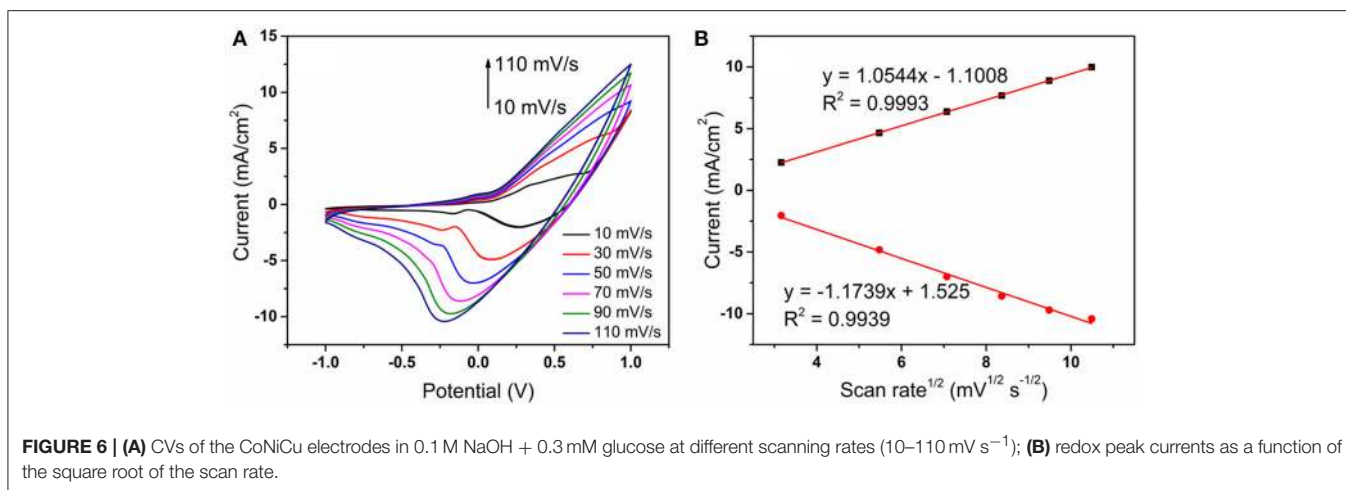 A
110 mV/s
10 mV/s
Current (mA/cm²)
15
10
5
0
-5
-10
-1.0
-0.5
0.0
0.5
1.0
Potential (V)
10 mV/s
30 mV/s
50 mV/s
70 mV/s
90 mV/s
110 mV/s
B
y = 1.0544x - 1.1008
R² = 0.9993
y = -1.1739x + 1.525
R² = 0.9939
Current (mA/cm²)
10
5
0
-5
-10
4
6
8
10
Scan rate^1/2 (mV^1/2 s^-1/2)
FIGURE 6 | (A) CVs of the CoNiCu electrodes in 0.1 M NaOH + 0.3 mM glucose at different scanning rates (10–110 mV s⁻¹); (B) redox peak currents as a function of
the square root of the scan rate.